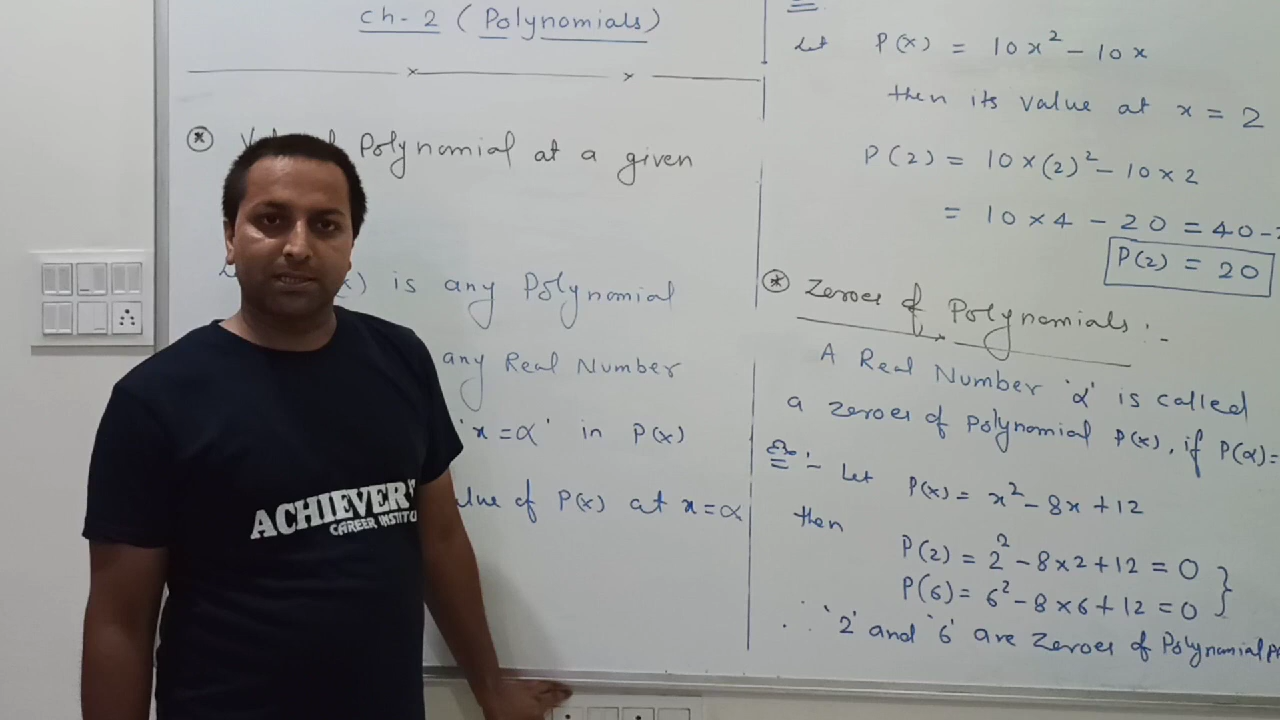 ch-2 (Polynomials)
Polynomial at a given
is any Polynomial
any Real Number
'x=α' in P(x)
of P(x) at x=α
Let P(x) = 10x² - 10x
then its value at x = 2
P(2) = 10×(2)² - 10×2
= 10×4 - 20 = 40-
P(2) = 20
Zeroes of Polynomials :-
A Real Number 'α' is called
a zeroes of Polynomial P(x), if P(α)=
Ex :- Let P(x) = x² - 8x + 12
then
P(2) = 2² - 8×2 + 12 = 0
P(6) = 6² - 8×6 + 12 = 0
∴ '2' and '6' are Zeroes of Polynomial
ACHIEVER'
CAREER